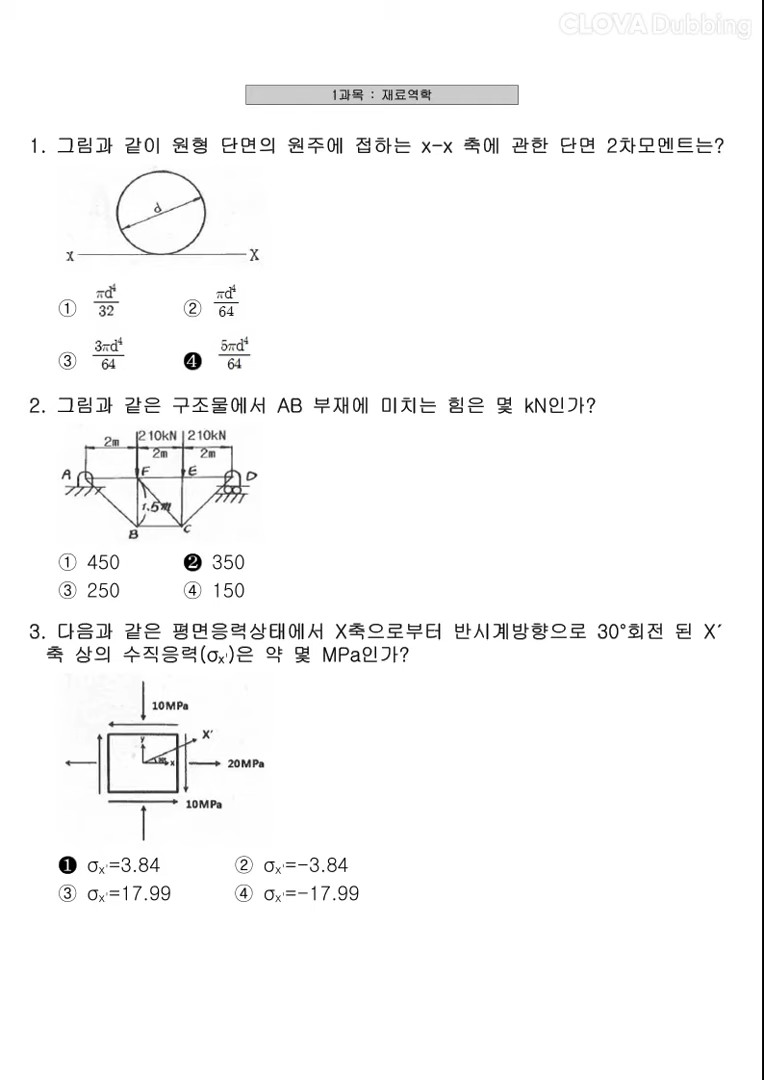 CLOVA Dubbing
1과목 : 재료역학
1. 그림과 같이 원형 단면의 원주에 접하는 x-x 축에 관한 단면 2차모멘트는?
d
X X
① πd⁴/32 ② πd⁴/64
③ 3πd⁴/64 ❹ 5πd⁴/64
2. 그림과 같은 구조물에서 AB 부재에 미치는 힘은 몇 kN인가?
210kN 210kN
2m 2m 2m
A F E D
1.5m
B C
① 450 ❷ 350
③ 250 ④ 150
3. 다음과 같은 평면응력상태에서 X축으로부터 반시계방향으로 30°회전 된 X′
축 상의 수직응력(σx')은 약 몇 MPa인가?
10MPa
X′
y
30° x
20MPa
10MPa
❶ σx'=3.84 ② σx'=-3.84
③ σx'=17.99 ④ σx'=-17.99